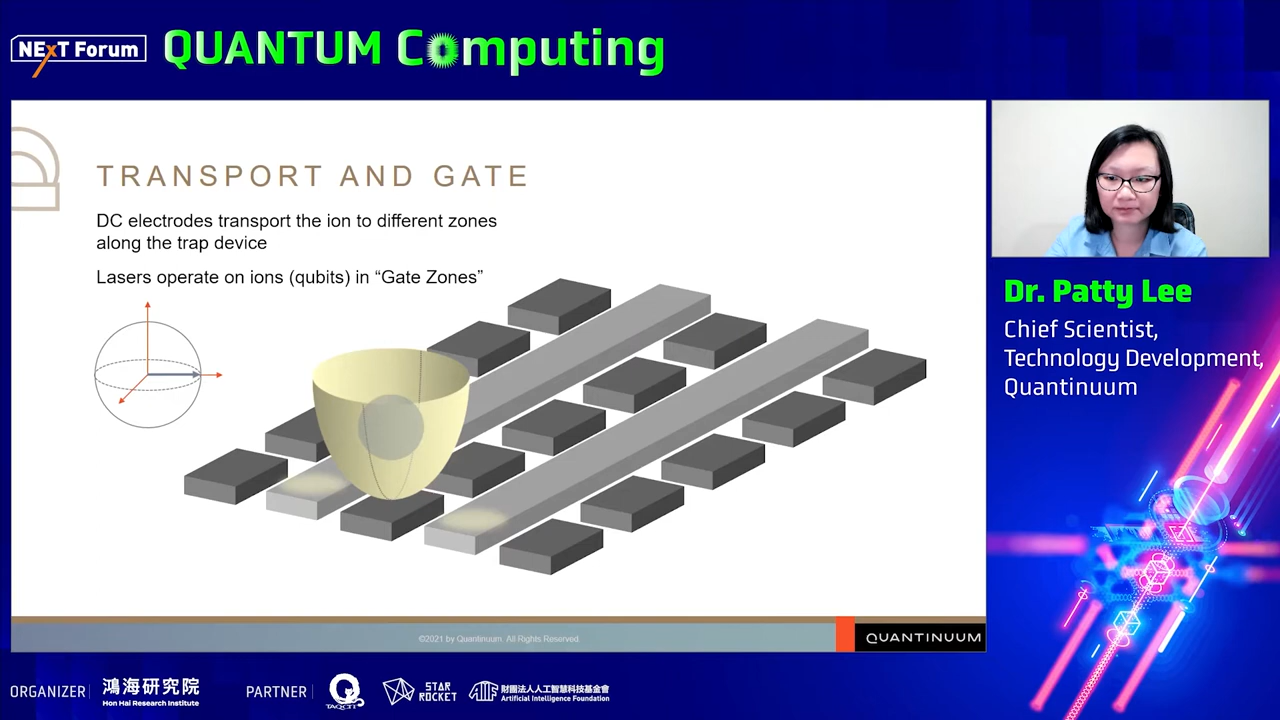 NExT Forum
QUANTUM Computing
TRANSPORT AND GATE
DC electrodes transport the ion to different zones
along the trap device
Lasers operate on ions (qubits) in “Gate Zones”
©2021 by Quantinuum. All Rights Reserved.
QUANTINUUM
Dr. Patty Lee
Chief Scientist,
Technology Development,
Quantinuum
ORGANIZER
鴻海研究院
Hon Hai Research Institute
PARTNER
TAQCIT
STAR
ROCKET
AIF
財團法人人工智慧科技基金會
Artificial Intelligence Foundation